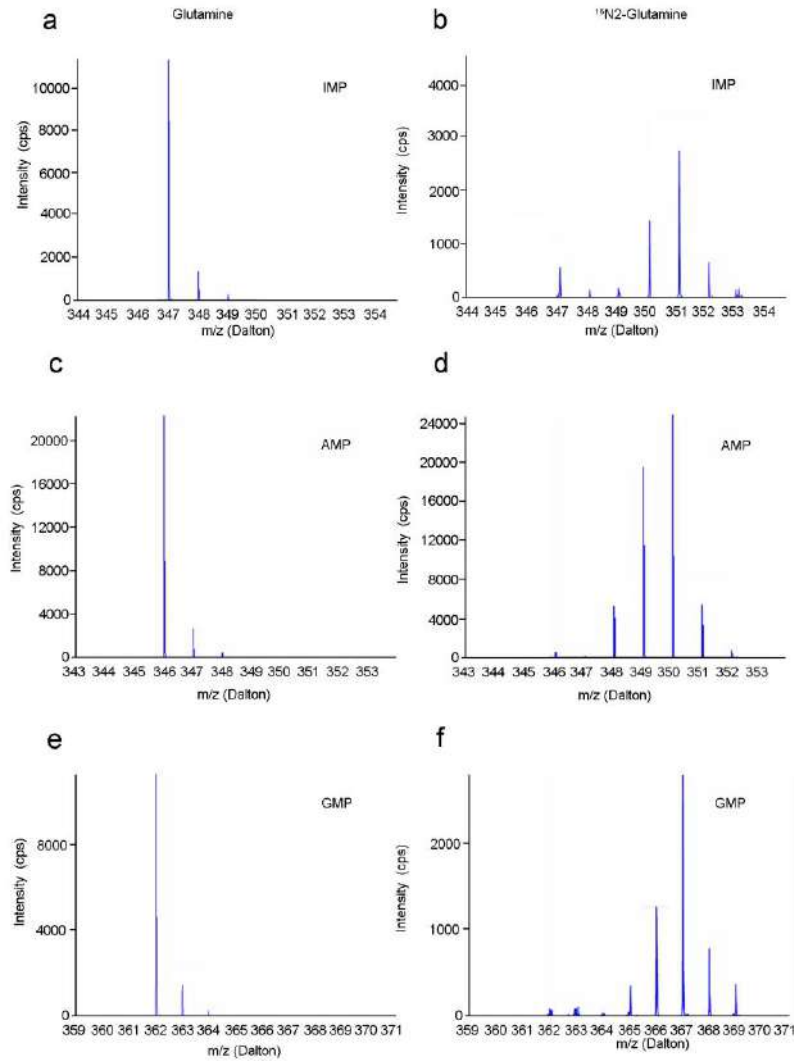 a
Glutamine
IMP
Intensity (cps)
10000
8000
6000
4000
2000
0
344 345 346 347 348 349 350 351 352 353 354
m/z (Dalton)
b
¹⁵N2-Glutamine
IMP
Intensity (cps)
4000
3000
2000
1000
0
344 345 346 347 348 349 350 351 352 353 354
m/z (Dalton)
c
AMP
Intensity (cps)
20000
16000
12000
8000
4000
0
343 344 345 346 347 348 349 350 351 352 353
m/z (Dalton)
d
AMP
Intensity (cps)
24000
20000
16000
12000
8000
4000
0
343 344 345 346 347 348 349 350 351 352 353
m/z (Dalton)
e
GMP
Intensity (cps)
8000
4000
0
359 360 361 362 363 364 365 366 367 368 369 370 371
m/z (Dalton)
f
GMP
Intensity (cps)
2000
1000
0
359 360 361 362 363 364 365 366 367 368 369 370 371
m/z (Dalton)